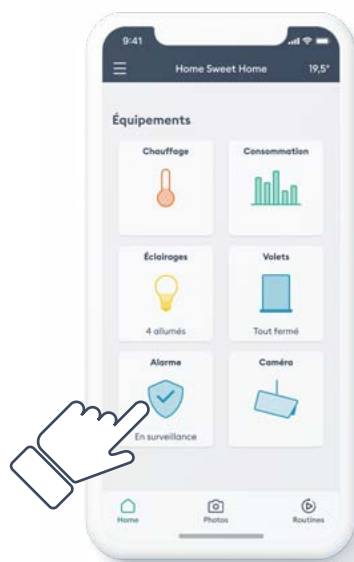 9:41
Home Sweet Home 19,5°
Équipements
Chauffage Consommation
Éclairages Volets
4 allumés Tout fermé
Alarme Caméra
En surveillance
Home Photos Routines